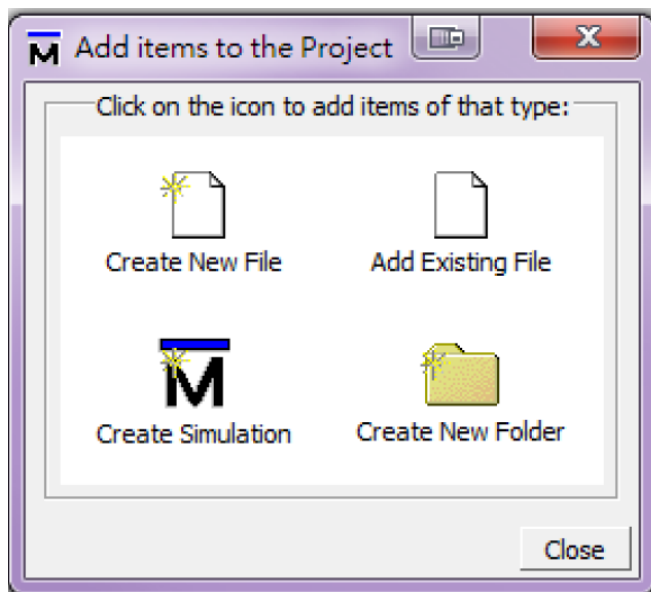 Add items to the Project
Click on the icon to add items of that type:
Create New File
Add Existing File
Create Simulation
Create New Folder
Close